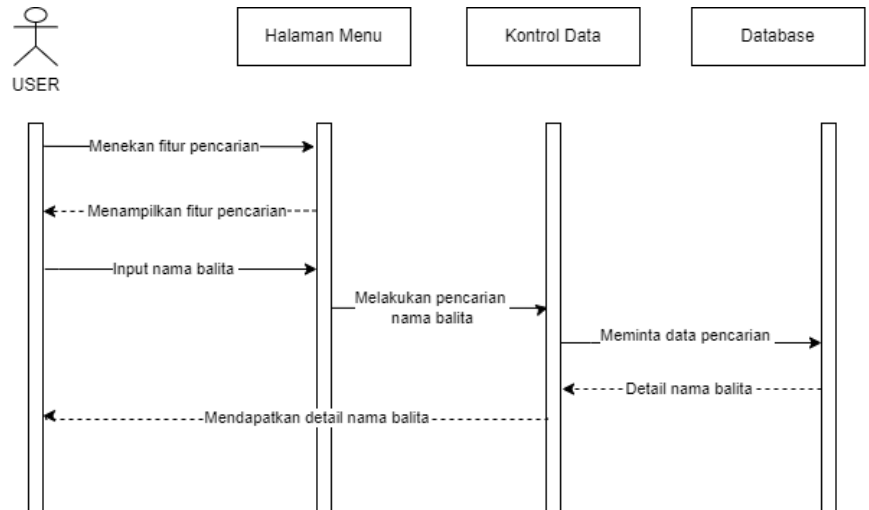 Halaman Menu
Kontrol Data
Database
USER
Menekan fitur pencarian
Menampilkan fitur pencarian
Input nama balita
Melakukan pencarian
nama balita
Meminta data pencarian
Detail nama balita
Mendapatkan detail nama balita